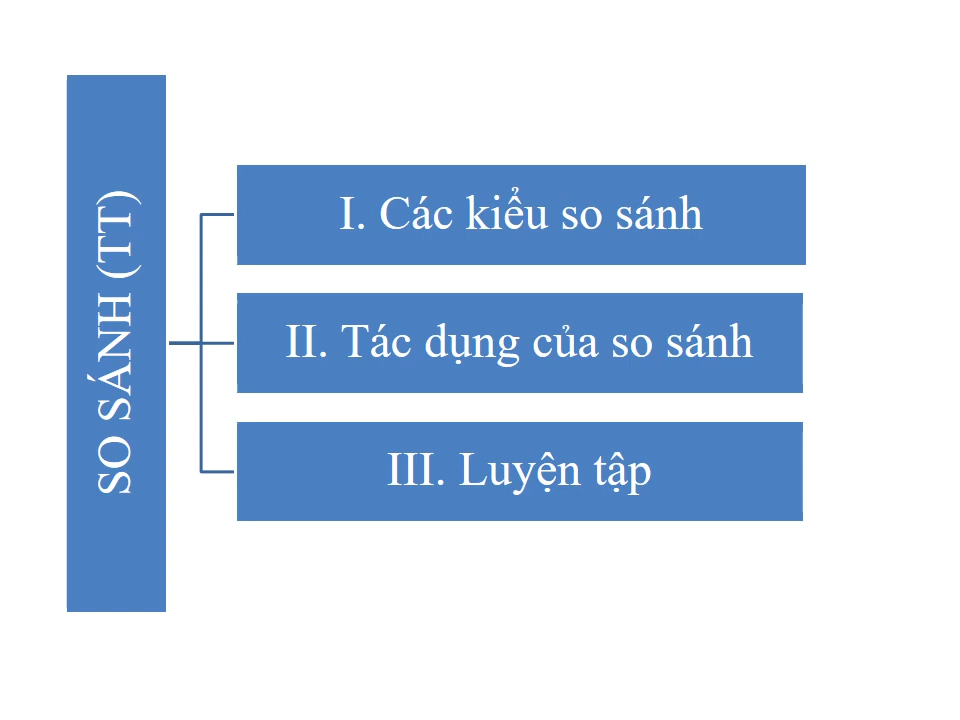 SO SÁNH (TT)
I. Các kiểu so sánh
II. Tác dụng của so sánh
III. Luyện tập